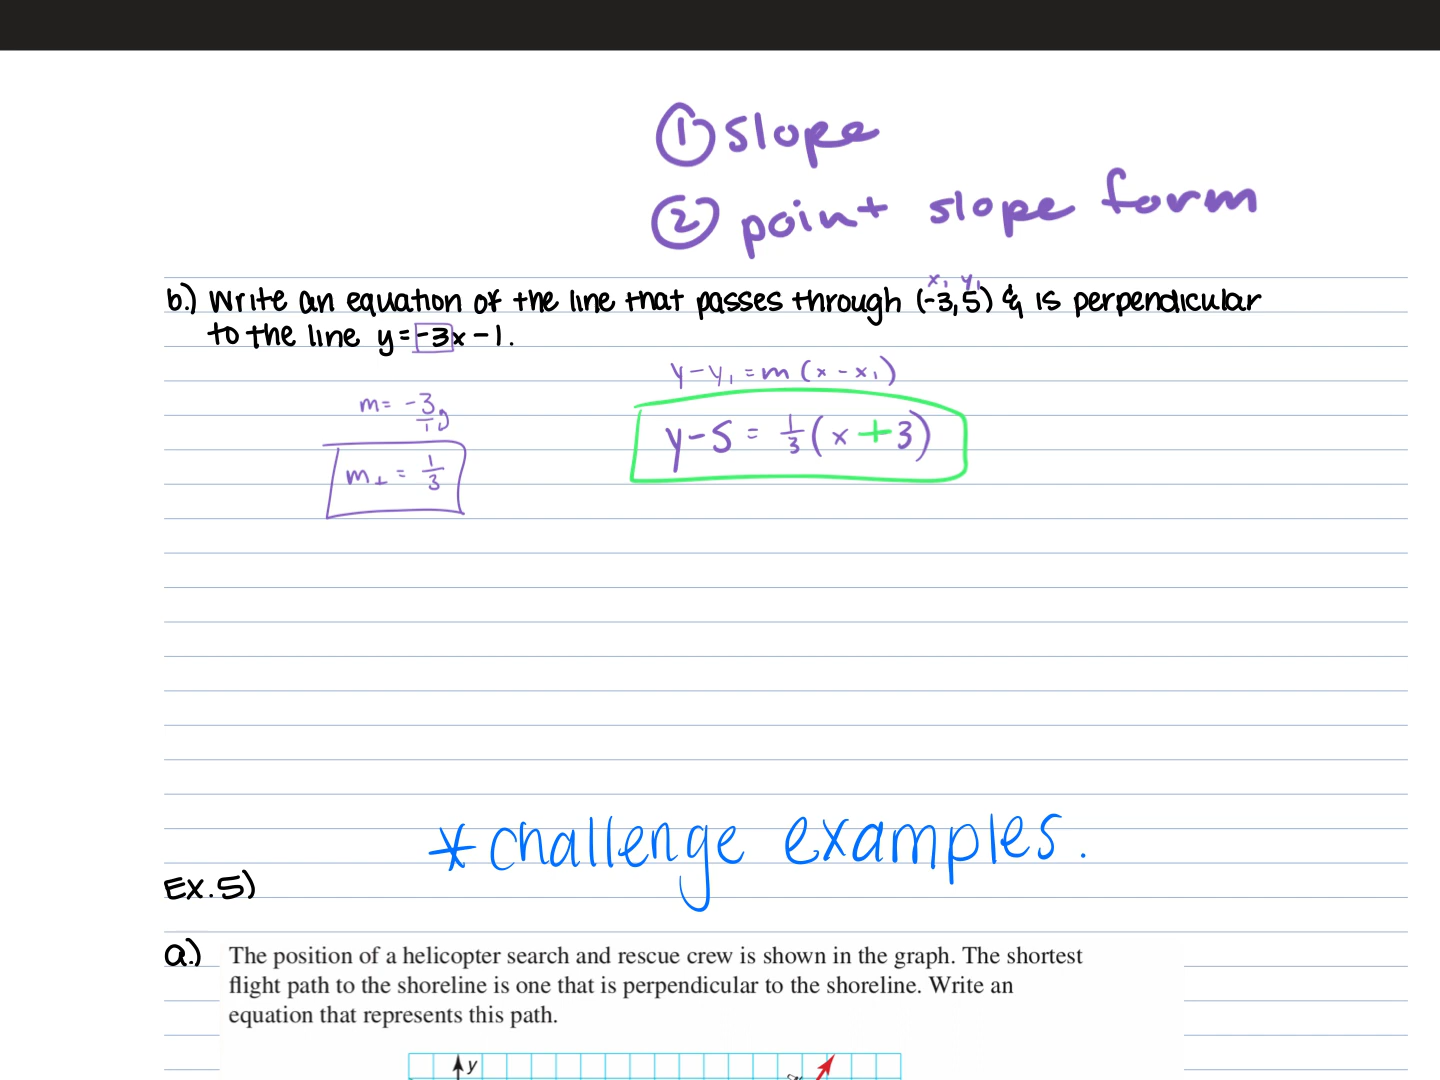 ① slope
② point slope form
x₁ y₁
b.) Write an equation of the line that passes through (-3,5) & is perpendicular
to the line y=-3x-1.
y-y₁=m(x-x₁)
m= -3/1
y-5 = 1/3(x+3)
m⊥ = 1/3
*challenge examples.
EX.5)
a.) The position of a helicopter search and rescue crew is shown in the graph. The shortest
flight path to the shoreline is one that is perpendicular to the shoreline. Write an
equation that represents this path.
y